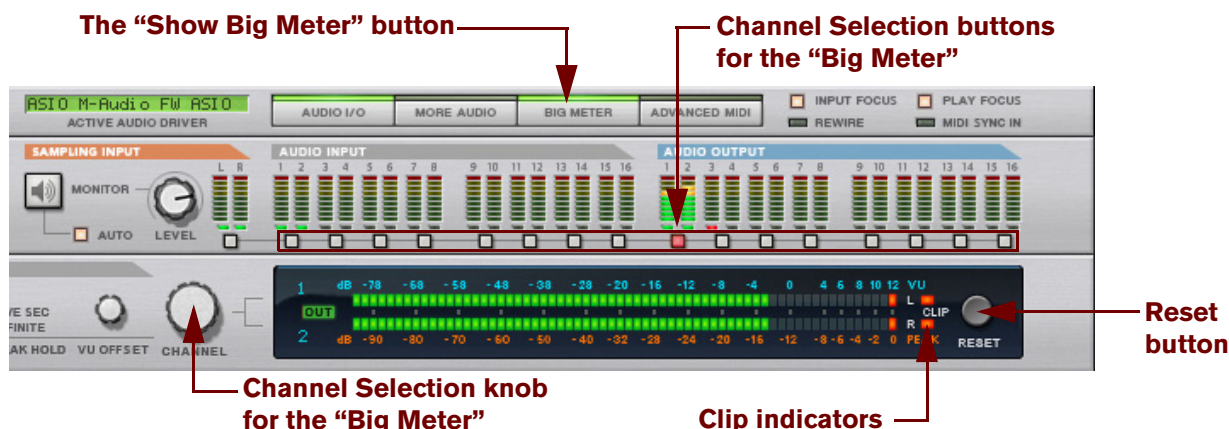 The “Show Big Meter” button
Channel Selection buttons
for the “Big Meter”
ASIO M-Audio FW ASIO
ACTIVE AUDIO DRIVER
AUDIO I/O
MORE AUDIO
BIG METER
ADVANCED MIDI
INPUT FOCUS
PLAY FOCUS
REWIRE
MIDI SYNC IN
SAMPLING INPUT
AUDIO INPUT
AUDIO OUTPUT
L R
1 2 3 4 5 6 7 8 9 10 11 12 13 14 15 16
1 2 3 4 5 6 7 8 9 10 11 12 13 14 15 16
MONITOR
AUTO
LEVEL
1 dB -78 -68 -58 -48 -38 -28 -20 -16 -12 -8 -4 0 4 6 8 10 12 VU
L
OUT
CLIP
R
2 dB -90 -80 -70 -60 -50 -40 -32 -28 -24 -20 -16 -12 -8 -6 -4 -2 0
RESET
VU OFFSET
CHANNEL
HOLD
SEC
Reset
button
Channel Selection knob
for the “Big Meter”
Clip indicators